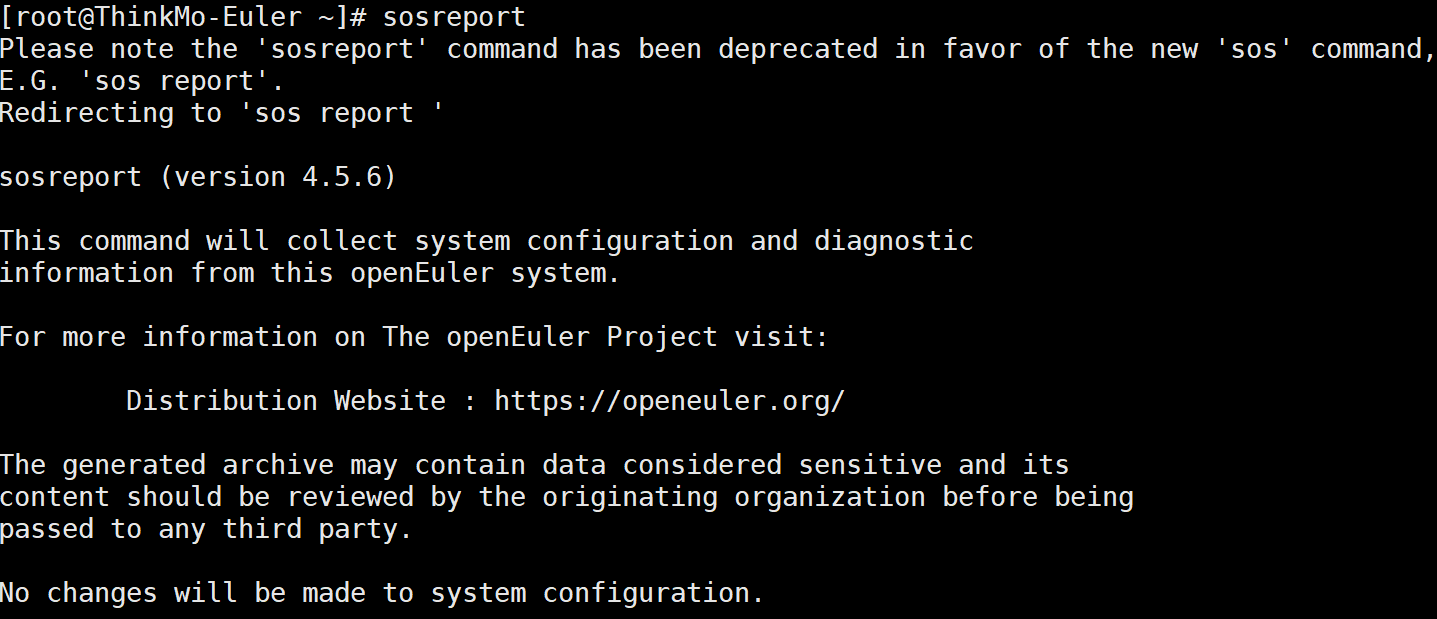 [root@ThinkMo-Euler ~]# sosreport
Please note the 'sosreport' command has been deprecated in favor of the new 'sos' command,
E.G. 'sos report'.
Redirecting to 'sos report '
sosreport (version 4.5.6)
This command will collect system configuration and diagnostic
information from this openEuler system.
For more information on The openEuler Project visit:
Distribution Website : https://openeuler.org/
The generated archive may contain data considered sensitive and its
content should be reviewed by the originating organization before being
passed to any third party.
No changes will be made to system configuration.